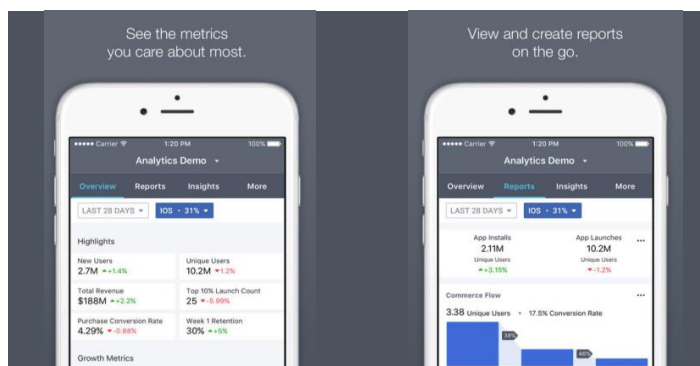 See the metrics
you care about most.
Carrier 1:20 PM 100%
Analytics Demo
Overview Reports Insights More
LAST 28 DAYS IOS • 31%
Highlights
New Users Unique Users
2.7M +1.4% 10.2M 1.2%
Total Revenue Top 10% Launch Count
$188M +2.2% 25 -5.99%
Purchase Conversion Rate Week 1 Retention
4.29% -0.88% 30% +5%
Growth Metrics
View and create reports
on the go.
Carrier 1:20 PM 100%
Analytics Demo
Overview Reports Insights More
LAST 28 DAYS IOS • 31%
App Installs App Launches
2.11M 10.2M
Unique Users Unique Users
+3.15% -1.2%
Commerce Flow
3.38 Unique Users • 17.5% Conversion Rate
38%
40%